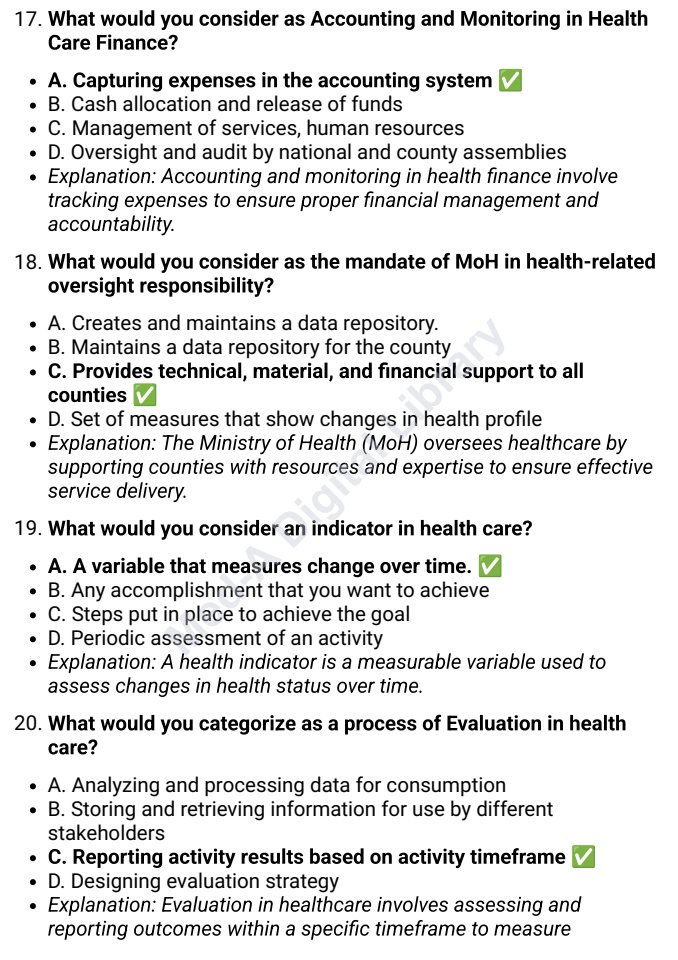 17. What would you consider as Accounting and Monitoring in Health
Care Finance?
• A. Capturing expenses in the accounting system ✅
• B. Cash allocation and release of funds
• C. Management of services, human resources
• D. Oversight and audit by national and county assemblies
• Explanation: Accounting and monitoring in health finance involve
tracking expenses to ensure proper financial management and
accountability.
18. What would you consider as the mandate of MoH in health-related
oversight responsibility?
• A. Creates and maintains a data repository.
• B. Maintains a data repository for the county
• C. Provides technical, material, and financial support to all
counties ✅
• D. Set of measures that show changes in health profile
• Explanation: The Ministry of Health (MoH) oversees healthcare by
supporting counties with resources and expertise to ensure effective
service delivery.
19. What would you consider an indicator in health care?
• A. A variable that measures change over time. ✅
• B. Any accomplishment that you want to achieve
• C. Steps put in place to achieve the goal
• D. Periodic assessment of an activity
• Explanation: A health indicator is a measurable variable used to
assess changes in health status over time.
20. What would you categorize as a process of Evaluation in health
care?
• A. Analyzing and processing data for consumption
• B. Storing and retrieving information for use by different
stakeholders
• C. Reporting activity results based on activity timeframe ✅
• D. Designing evaluation strategy
• Explanation: Evaluation in healthcare involves assessing and
reporting outcomes within a specific timeframe to measure
Med-A Digital Library